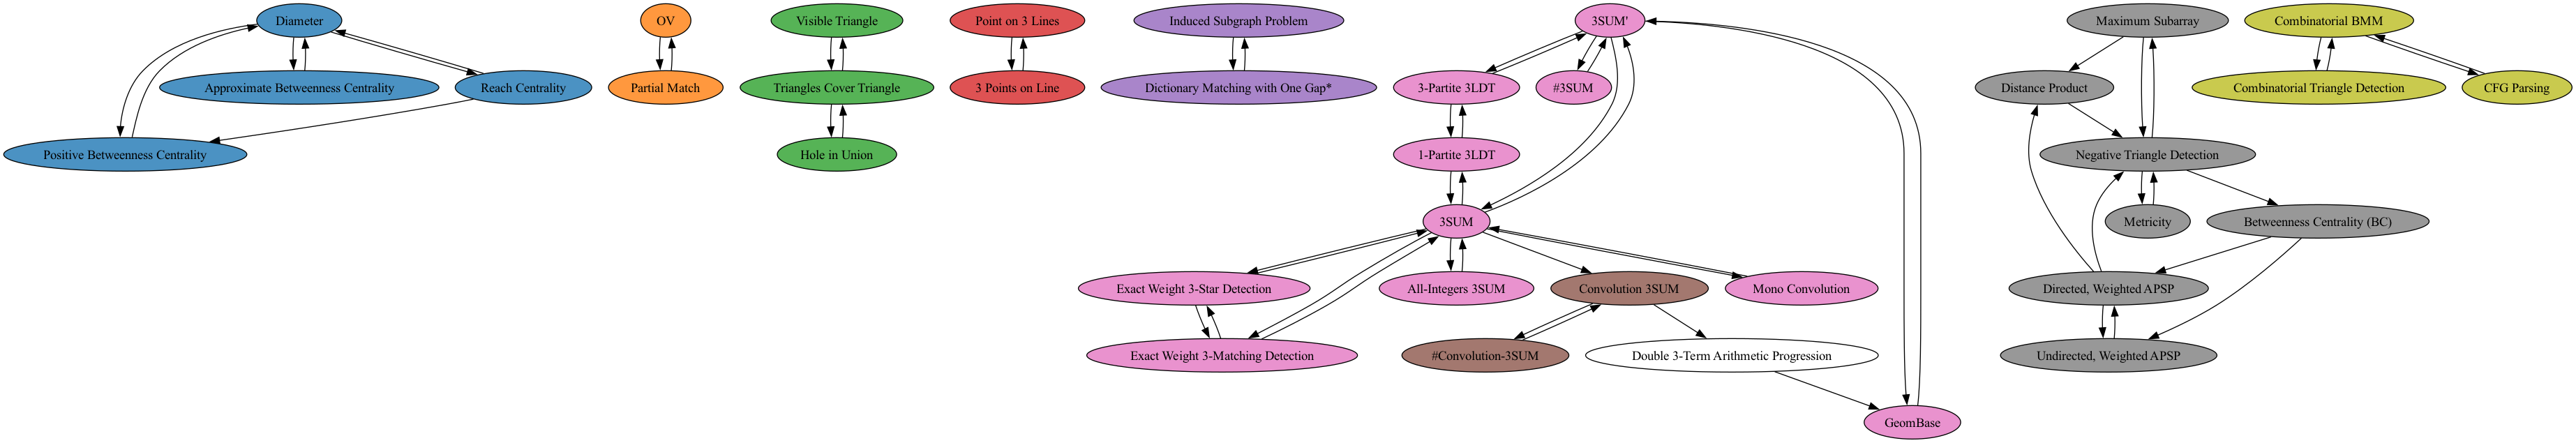 Diameter
OV
Visible Triangle
Point on 3 Lines
Induced Subgraph Problem
3SUM'
Maximum Subarray
Combinatorial BMM
Approximate Betweenness Centrality
Reach Centrality
Partial Match
Triangles Cover Triangle
3 Points on Line
Dictionary Matching with One Gap*
3-Partite 3LDT
#3SUM
Distance Product
Combinatorial Triangle Detection
CFG Parsing
Positive Betweenness Centrality
Hole in Union
1-Partite 3LDT
Negative Triangle Detection
3SUM
Metricity
Betweenness Centrality (BC)
Exact Weight 3-Star Detection
All-Integers 3SUM
Convolution 3SUM
Mono Convolution
Directed, Weighted APSP
Exact Weight 3-Matching Detection
#Convolution-3SUM
Double 3-Term Arithmetic Progression
Undirected, Weighted APSP
GeomBase